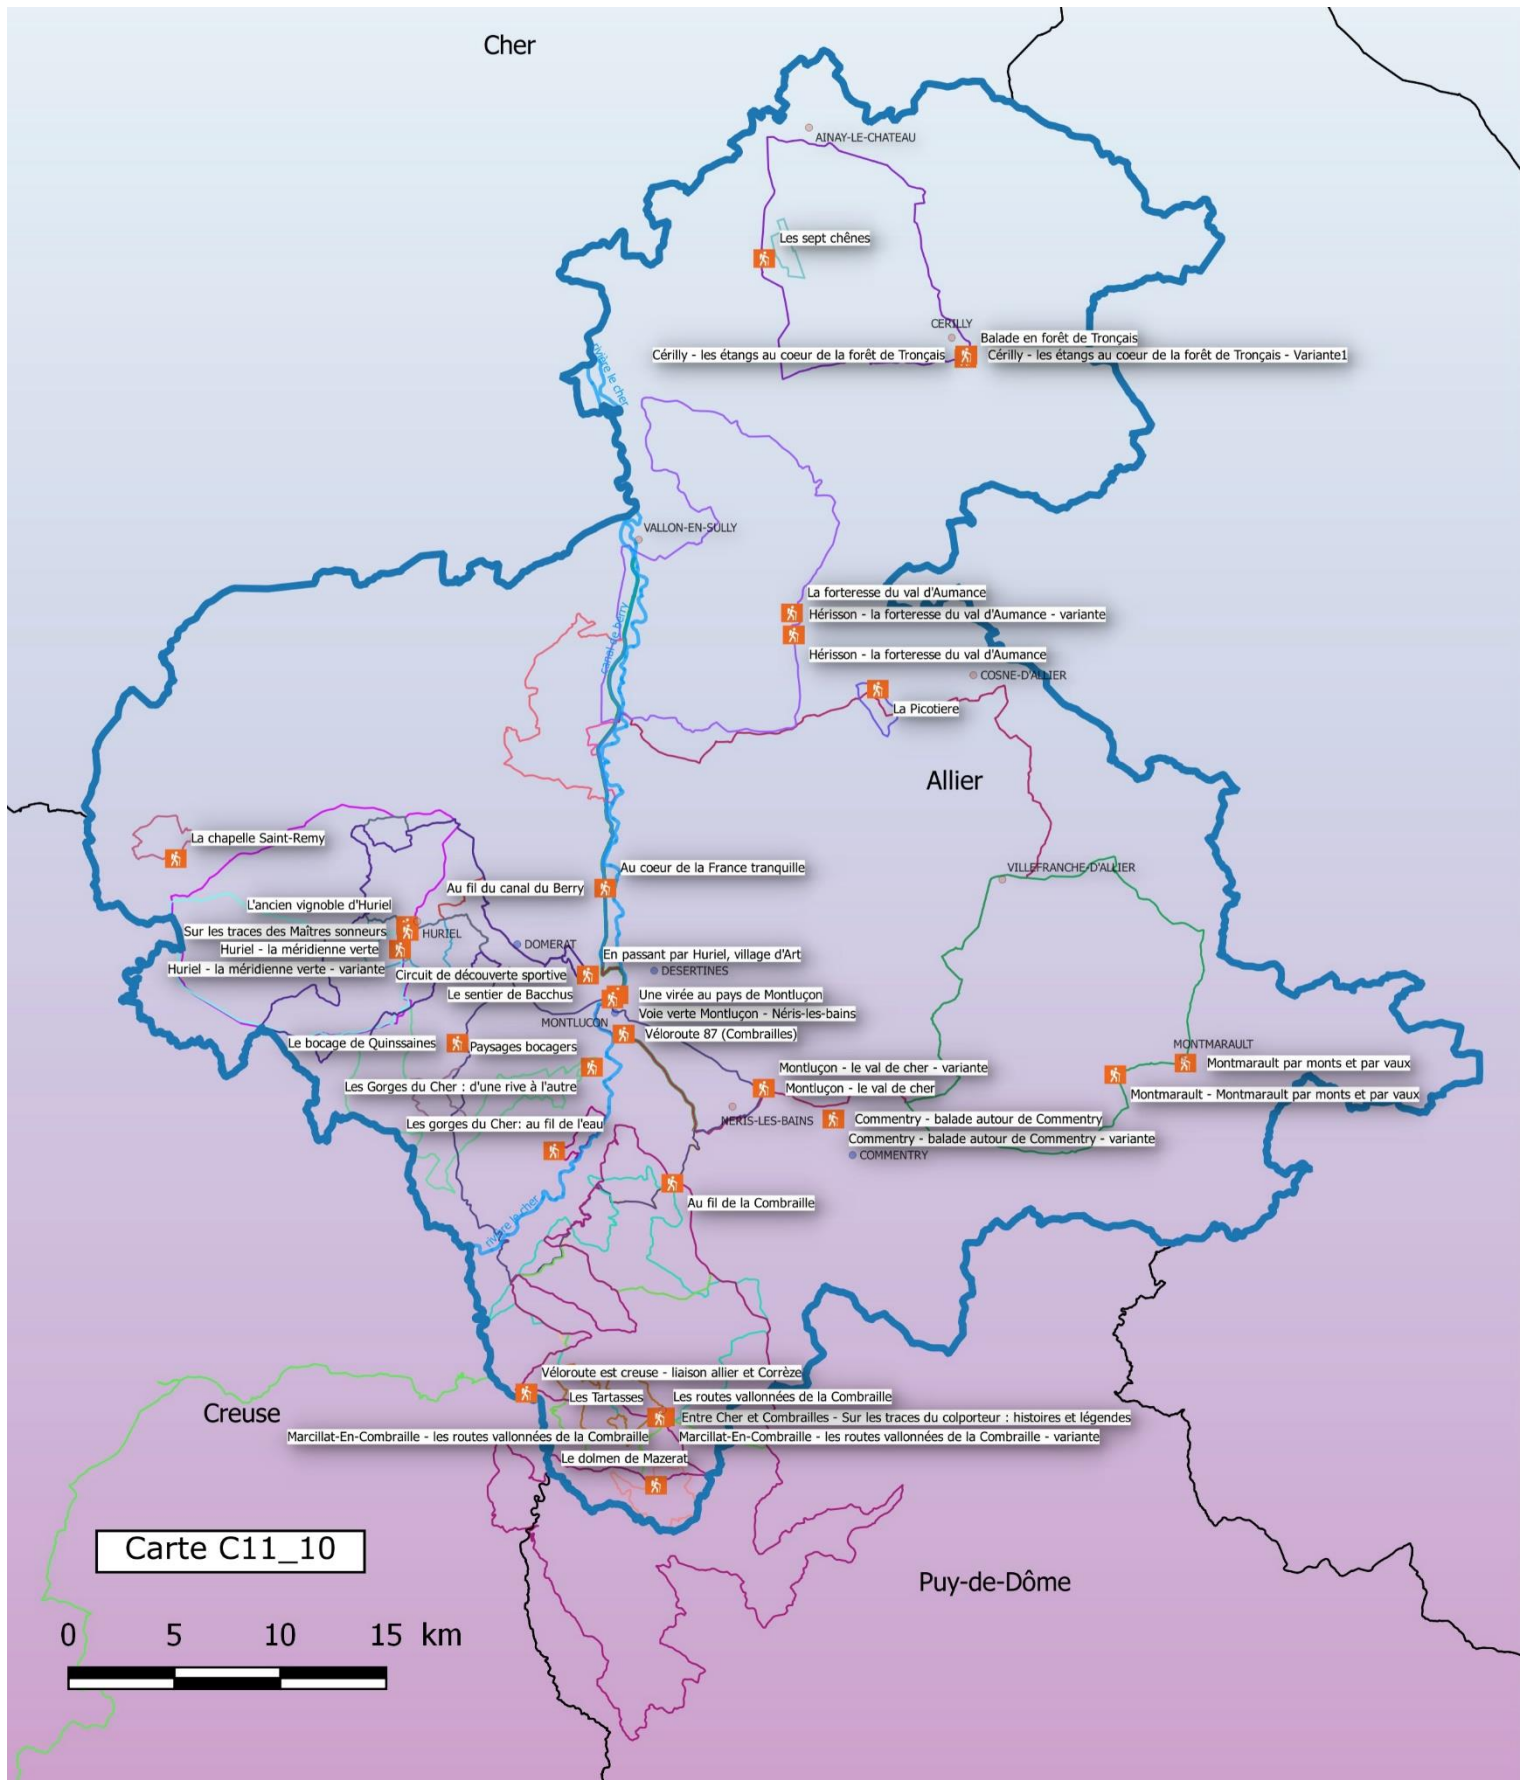 Cher
AINAY-LE-CHATEAU
Les sept chênes
rivière le cher
CERILLY
Balade en forêt de Tronçais
Cérilly - les étangs au coeur de la forêt de Tronçais
Cérilly - les étangs au coeur de la forêt de Tronçais - Variante1
VALLON-EN-SULLY
canal de berry
La forteresse du val d'Aumance
Hérisson - la forteresse du val d'Aumance - variante
Hérisson - la forteresse du val d'Aumance
COSNE-D'ALLIER
La Picotiere
Allier
La chapelle Saint-Remy
Au coeur de la France tranquille
VILLEFRANCHE-D'ALLIER
Au fil du canal du Berry
L'ancien vignoble d'Huriel
Sur les traces des Maîtres sonneurs
HURIEL
DOMERAT
Huriel - la méridienne verte
En passant par Huriel, village d'Art
Huriel - la méridienne verte - variante
Circuit de découverte sportive
DESERTINES
Le sentier de Bacchus
Une virée au pays de Montluçon
Voie verte Montluçon - Néris-les-bains
MONTLUCON
Véloroute 87 (Combrailles)
Le bocage de Quinssaines
Paysages bocagers
MONTMARAULT
Montmarault par monts et par vaux
Montluçon - le val de cher - variante
Les Gorges du Cher : d'une rive à l'autre
Montluçon - le val de cher
Montmarault - Montmarault par monts et par vaux
Les gorges du Cher: au fil de l'eau
NERIS-LES-BAINS
Commentry - balade autour de Commentry
Commentry - balade autour de Commentry - variante
COMMENTRY
Au fil de la Combraille
rivière le cher
Véloroute est creuse - liaison allier et Corrèze
Les Tartasses
Les routes vallonnées de la Combraille
Creuse
Entre Cher et Combrailles - Sur les traces du colporteur : histoires et légendes
Marcillat-En-Combraille - les routes vallonnées de la Combraille
Marcillat-En-Combraille - les routes vallonnées de la Combraille - variante
Le dolmen de Mazerat
Carte C11_10
Puy-de-Dôme
0 5 10 15 km